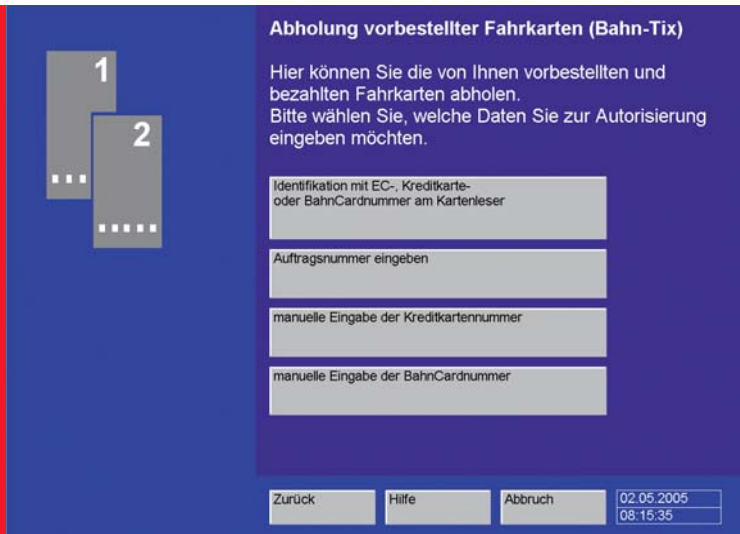 1
2
Abholung vorbestellter Fahrkarten (Bahn-Tix)
Hier können Sie die von Ihnen vorbestellten und
bezahlten Fahrkarten abholen.
Bitte wählen Sie, welche Daten Sie zur Autorisierung
eingeben möchten.
Identifikation mit EC-, Kreditkarte-
oder BahnCardnummer am Kartenleser
Auftragsnummer eingeben
manuelle Eingabe der Kreditkartennummer
manuelle Eingabe der BahnCardnummer
Zurück
Hilfe
Abbruch
02.05.2005
08:15:35